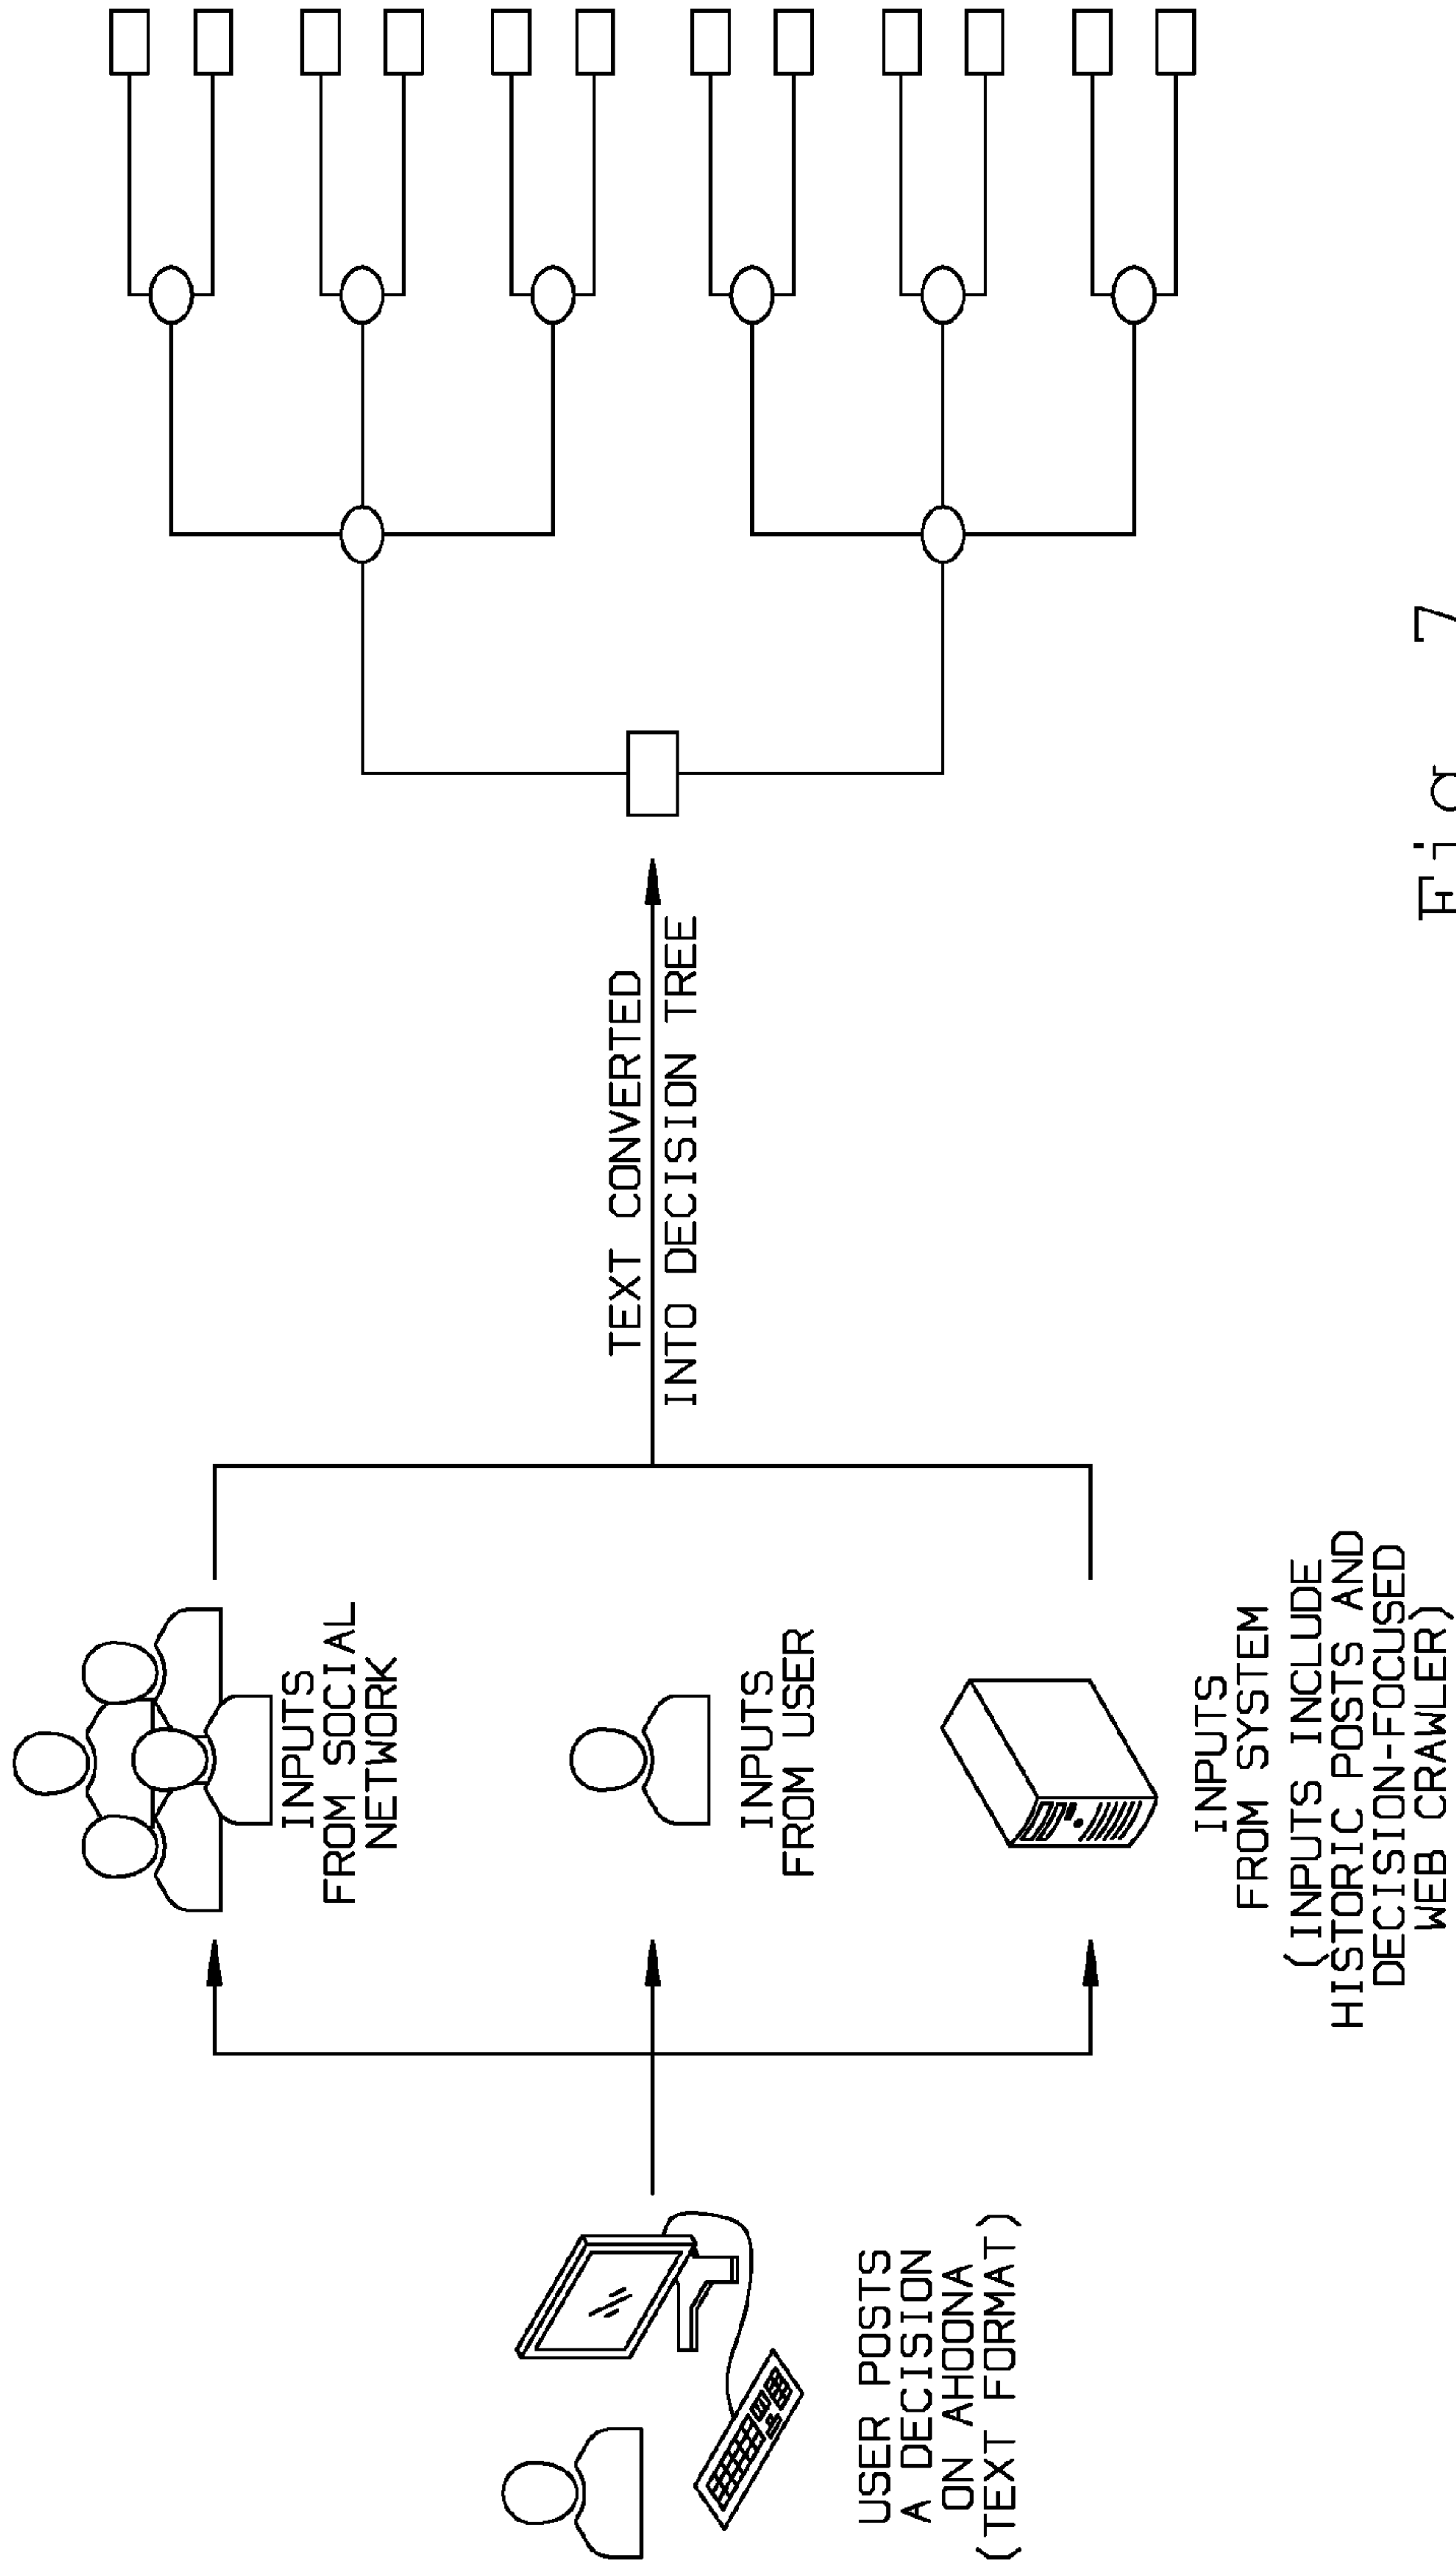 USER POSTS
A DECISION
ON AHOONA
(TEXT FORMAT)
INPUTS
FROM SOCIAL
NETWORK
INPUTS
FROM USER
INPUTS
FROM SYSTEM
(INPUTS INCLUDE
HISTORIC POSTS AND
DECISION-FOCUSED
WEB CRAWLER)
TEXT CONVERTED
INTO DECISION TREE
Fig. 7